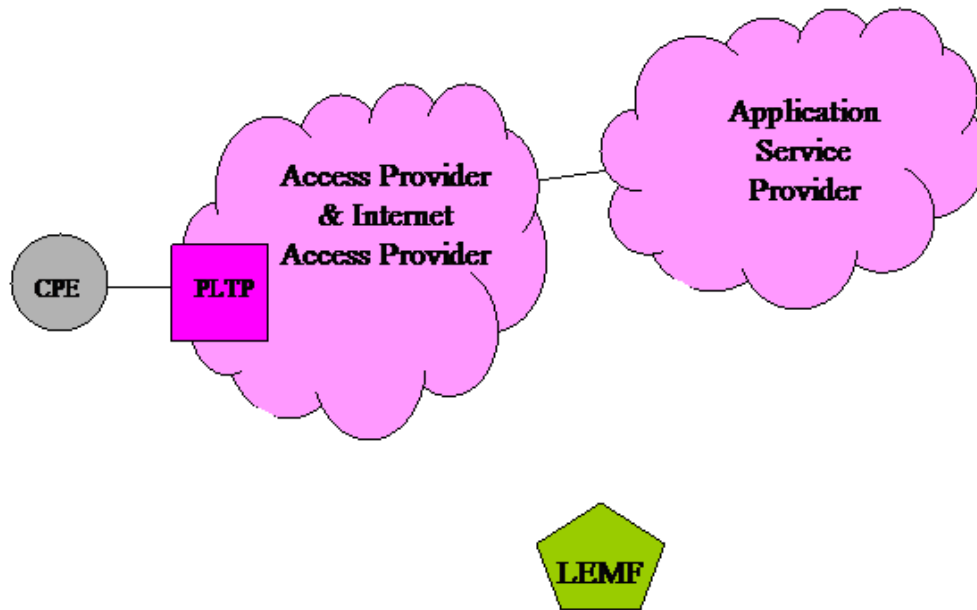 Application
Service
Provider
Access Provider
& Internet
Access Provider
CPE
PLTP
LEMF